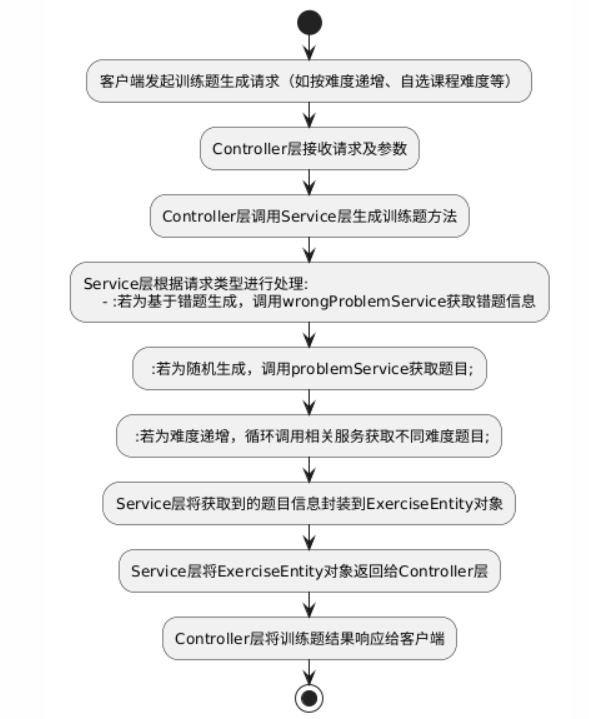 客户端发起训练题生成请求（如按难度递增、自选课程难度等）
Controller层接收请求及参数
Controller层调用Service层生成训练题方法
Service层根据请求类型进行处理:
- :若为基于错题生成，调用wrongProblemService获取错题信息
:若为随机生成，调用problemService获取题目;
:若为难度递增，循环调用相关服务获取不同难度题目;
Service层将获取到的题目信息封装到ExerciseEntity对象
Service层将ExerciseEntity对象返回给Controller层
Controller层将训练题结果响应给客户端